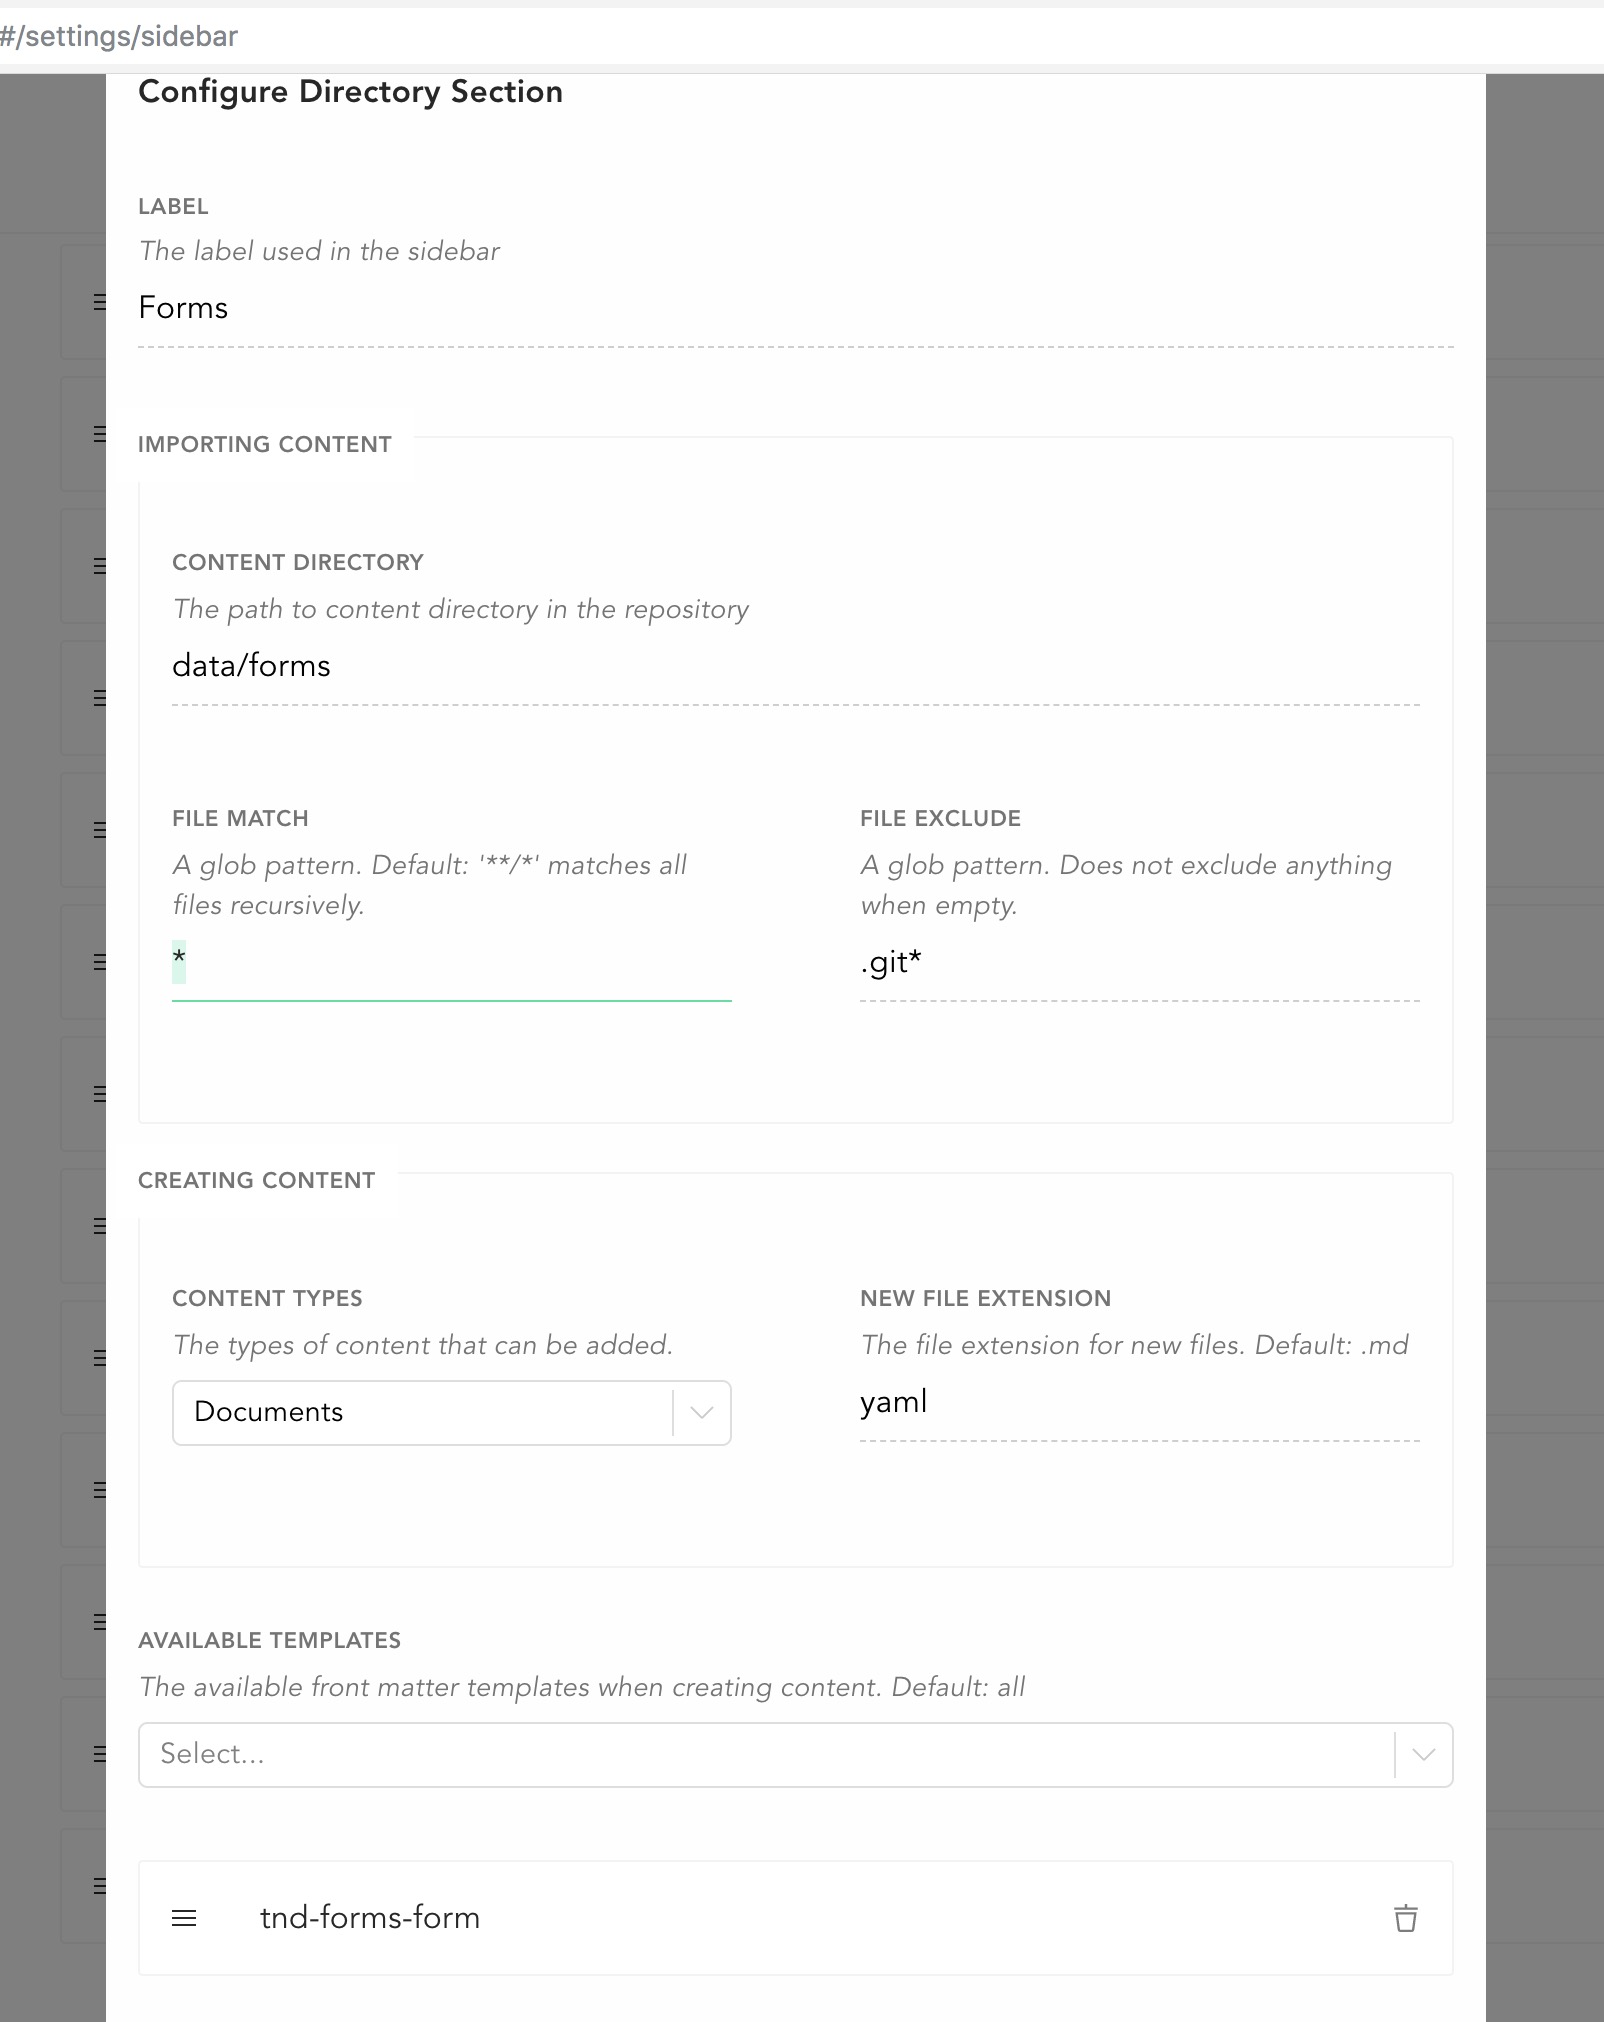 #/settings/sidebar
Configure Directory Section
LABEL
The label used in the sidebar
Forms
IMPORTING CONTENT
CONTENT DIRECTORY
The path to content directory in the repository
data/forms
FILE MATCH
A glob pattern. Default: '**/*' matches all
files recursively.
*
FILE EXCLUDE
A glob pattern. Does not exclude anything
when empty.
.git*
CREATING CONTENT
CONTENT TYPES
The types of content that can be added.
Documents
NEW FILE EXTENSION
The file extension for new files. Default: .md
yaml
AVAILABLE TEMPLATES
The available front matter templates when creating content. Default: all
Select...
tnd-forms-form